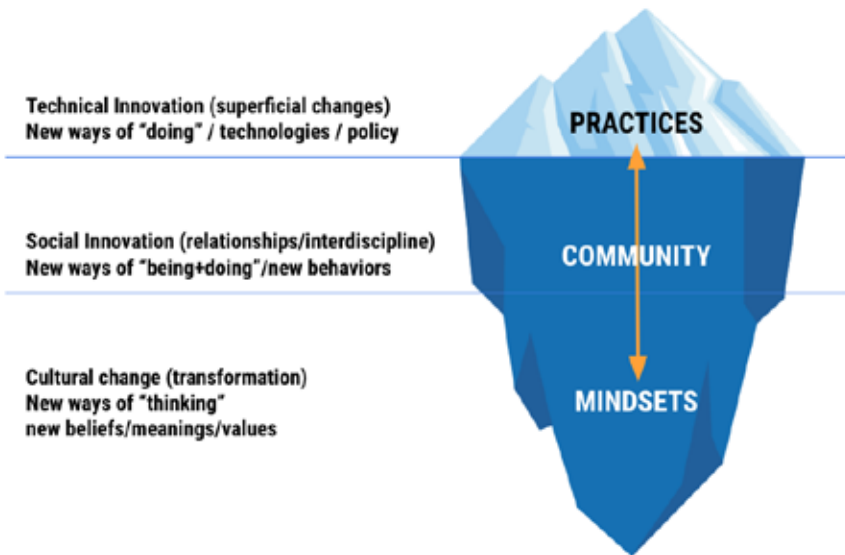 Technical Innovation (superficial changes)
New ways of “doing” / technologies / policy
PRACTICES
Social Innovation (relationships/interdiscipline)
New ways of “being+doing”/new behaviors
COMMUNITY
Cultural change (transformation)
New ways of “thinking”
new beliefs/meanings/values
MINDSETS